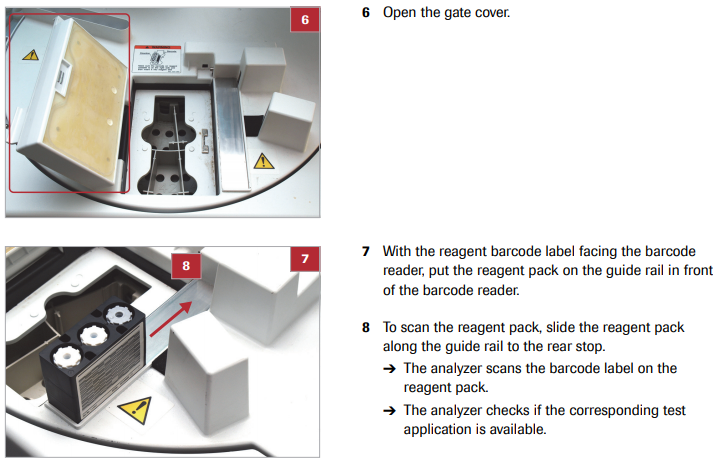 6
6 Open the gate cover.
8
7
7 With the reagent barcode label facing the barcode
reader, put the reagent pack on the guide rail in front
of the barcode reader.
8 To scan the reagent pack, slide the reagent pack
along the guide rail to the rear stop.
➔ The analyzer scans the barcode label on the
reagent pack.
➔ The analyzer checks if the corresponding test
application is available.